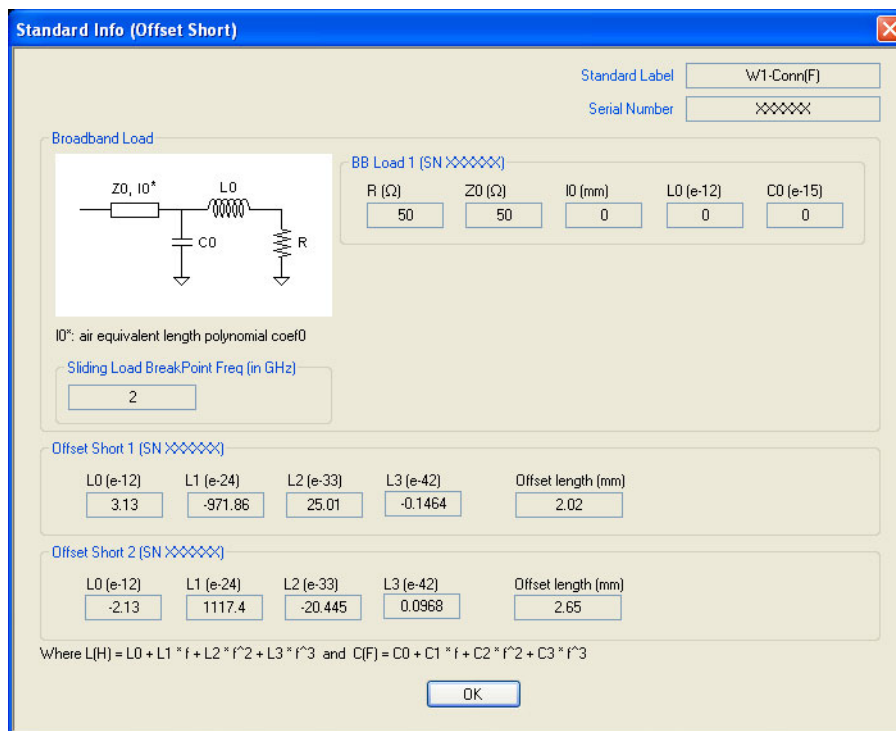 Standard Info (Offset Short)
Standard Label W1-Conn(F)
Serial Number XXXXXX
Broadband Load
Z0, l0*
L0
C0
R
BB Load 1 (SN XXXXXX)
R (Ω) Z0 (Ω) l0 (mm) L0 (e-12) C0 (e-15)
50 50 0 0 0
l0*: air equivalent length polynomial coef0
Sliding Load BreakPoint Freq (in GHz)
2
Offset Short 1 (SN XXXXXX)
L0 (e-12) L1 (e-24) L2 (e-33) L3 (e-42) Offset length (mm)
3.13 -971.86 25.01 -0.1464 2.02
Offset Short 2 (SN XXXXXX)
L0 (e-12) L1 (e-24) L2 (e-33) L3 (e-42) Offset length (mm)
-2.13 1117.4 -20.445 0.0968 2.65
Where L(H) = L0 + L1 * f + L2 * f^2 + L3 * f^3 and C(F) = C0 + C1 * f + C2 * f^2 + C3 * f^3
OK